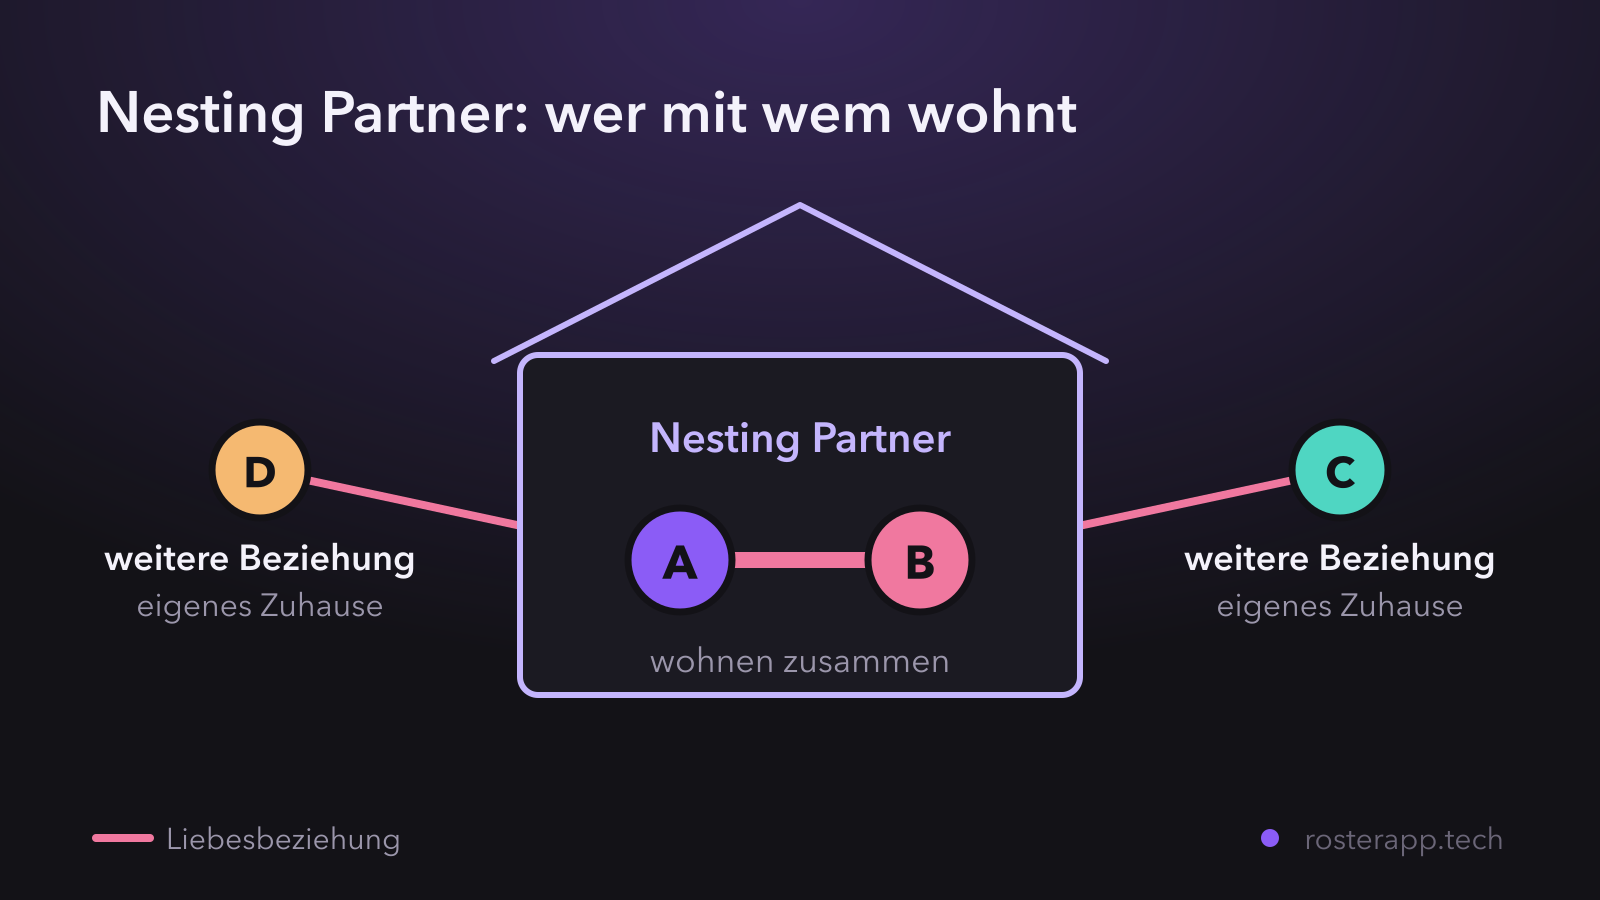 Nesting Partner: wer mit wem wohnt
Nesting Partner
D
C
A
B
weitere Beziehung
eigenes Zuhause
weitere Beziehung
eigenes Zuhause
wohnen zusammen
Liebesbeziehung
rosterapp.tech